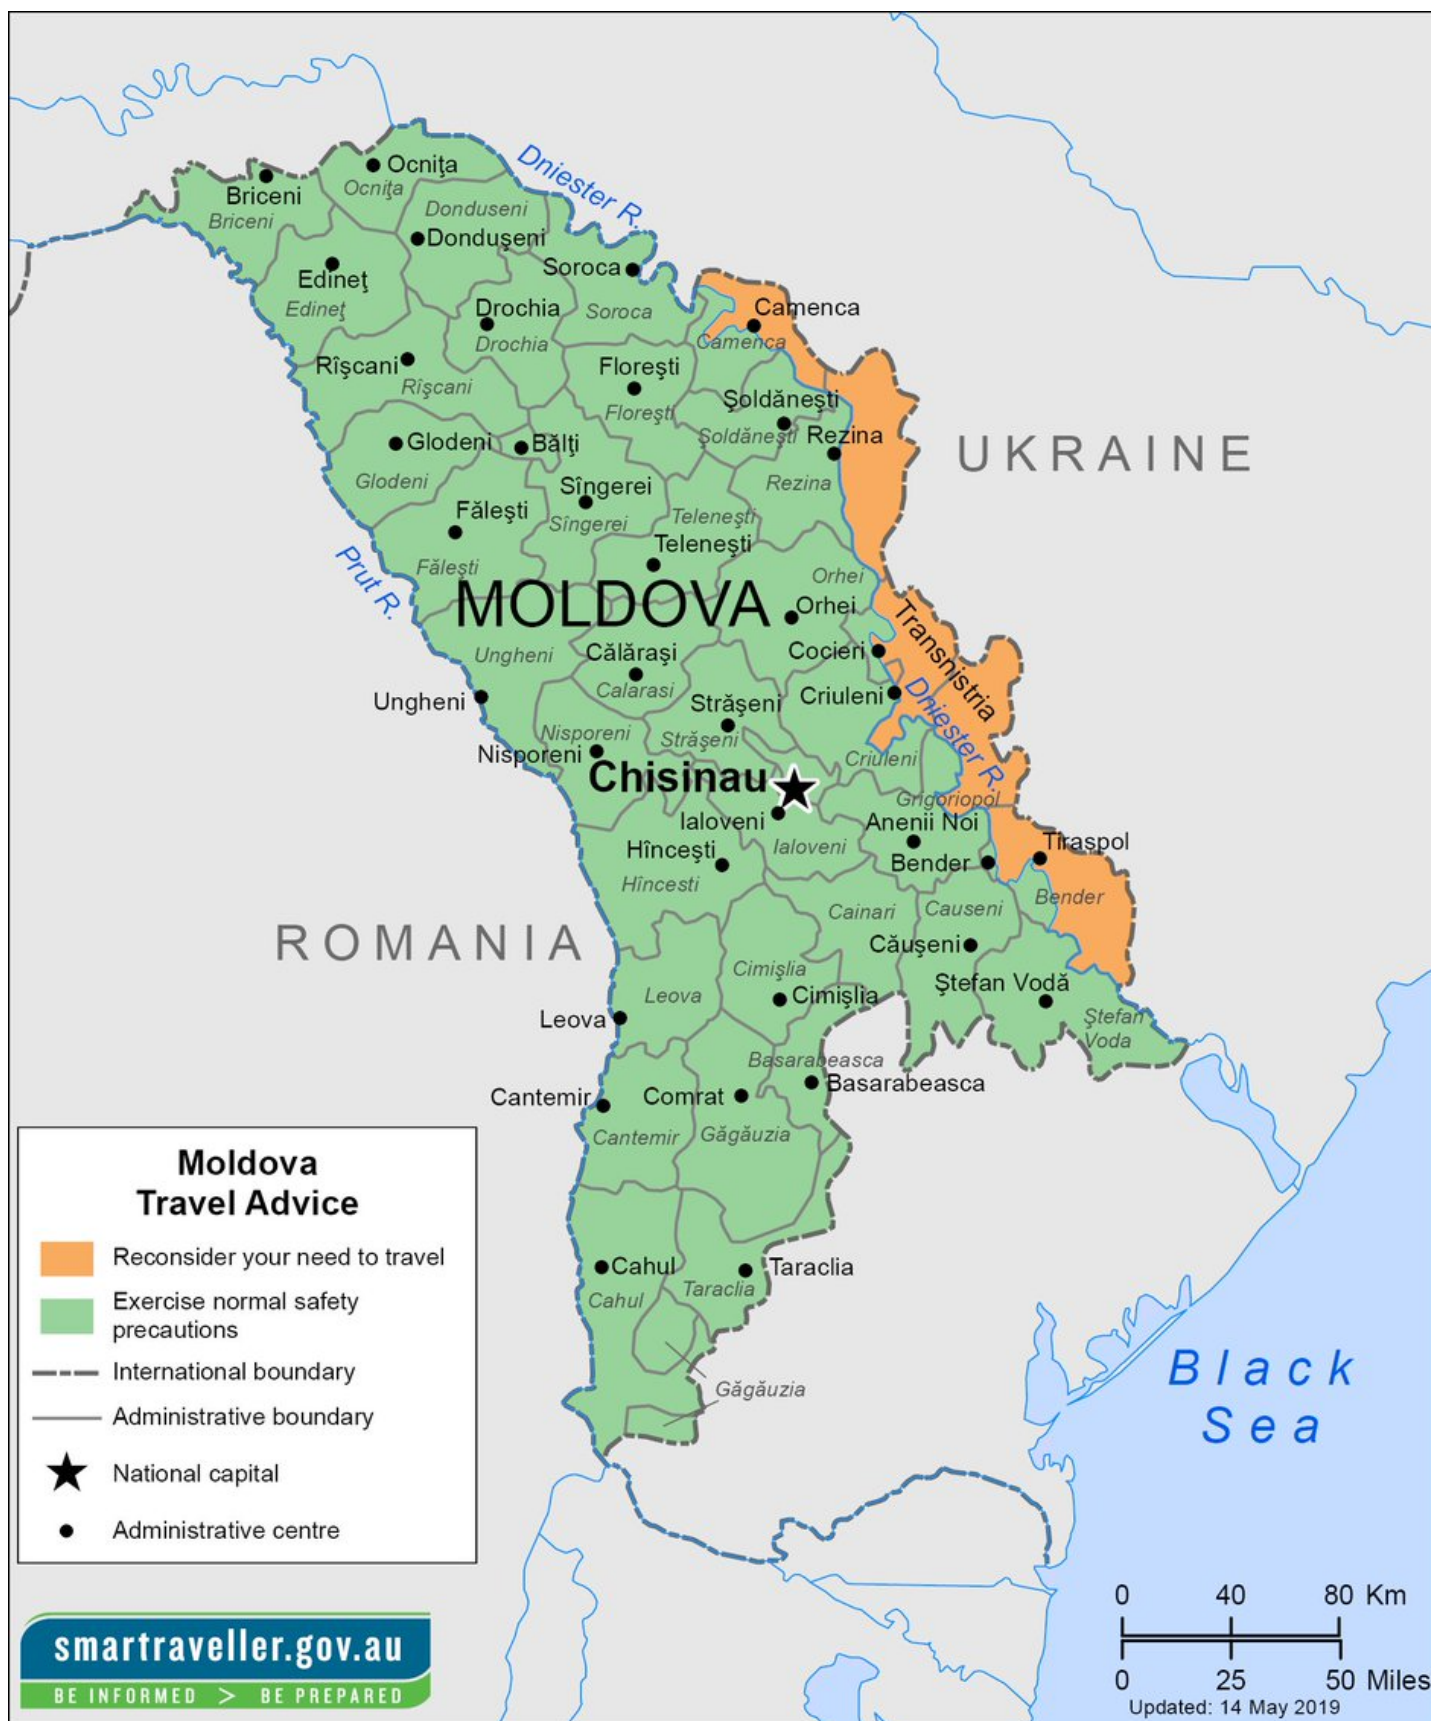 Ocniţa
Ocniţa
Briceni
Briceni
Dniester R.
Donduseni
Donduşeni
Edineţ
Edineţ
Soroca
Soroca
Drochia
Drochia
Camenca
Camenca
Rîşcani
Rîşcani
Floreşti
Floreşti
Şoldăneşti
Şoldăneşti
Rezina
Rezina
UKRAINE
Glodeni
Glodeni
Bălţi
Sîngerei
Sîngerei
Făleşti
Făleşti
Teleneşti
Teleneşti
Prut R.
MOLDOVA
Orhei
Orhei
Transnistria
Ungheni
Ungheni
Călăraşi
Calarasi
Cocieri
Criuleni
Criuleni
Dniester R.
Străşeni
Străşeni
Nisporeni
Nisporeni
Chisinau
Grigoriopol
Ialoveni
Ialoveni
Anenii Noi
Hînceşti
Hîncesti
Bender
Bender
Tiraspol
ROMANIA
Cainari
Causeni
Căuşeni
Cimişlia
Cimişlia
Leova
Leova
Ştefan Vodă
Ştefan
Voda
Basarabeasca
Basarabeasca
Cantemir
Cantemir
Comrat
Găgăuzia
Cahul
Cahul
Taraclia
Taraclia
Găgăuzia
Black
Sea
Moldova
Travel Advice
Reconsider your need to travel
Exercise normal safety
precautions
International boundary
Administrative boundary
National capital
Administrative centre
smartraveller.gov.au
BE INFORMED > BE PREPARED
0 40 80 Km
0 25 50 Miles
Updated: 14 May 2019